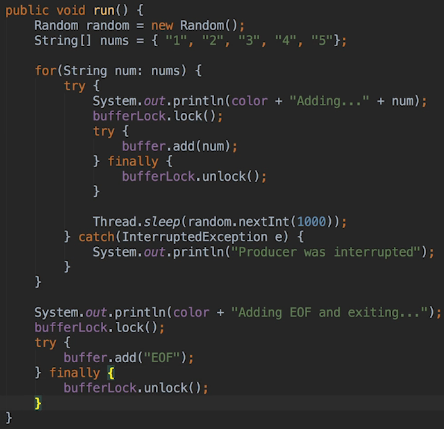 public void run() {
    Random random = new Random();
    String[] nums = { "1", "2", "3", "4", "5"};

    for(String num: nums) {
        try {
            System.out.println(color + "Adding..." + num);
            bufferLock.lock();
            try {
                buffer.add(num);
            } finally {
                bufferLock.unlock();
            }

            Thread.sleep(random.nextInt(1000));
        } catch(InterruptedException e) {
            System.out.println("Producer was interrupted");
        }
    }

    System.out.println(color + "Adding EOF and exiting...");
    bufferLock.lock();
    try {
        buffer.add("EOF");
    } finally {
        bufferLock.unlock();
    }
}